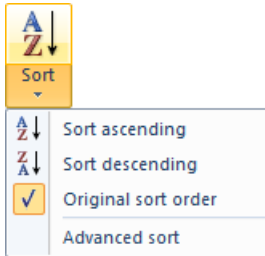 A
Z
Sort
A
Z
Sort ascending
Z
A
Sort descending
Original sort order
Advanced sort